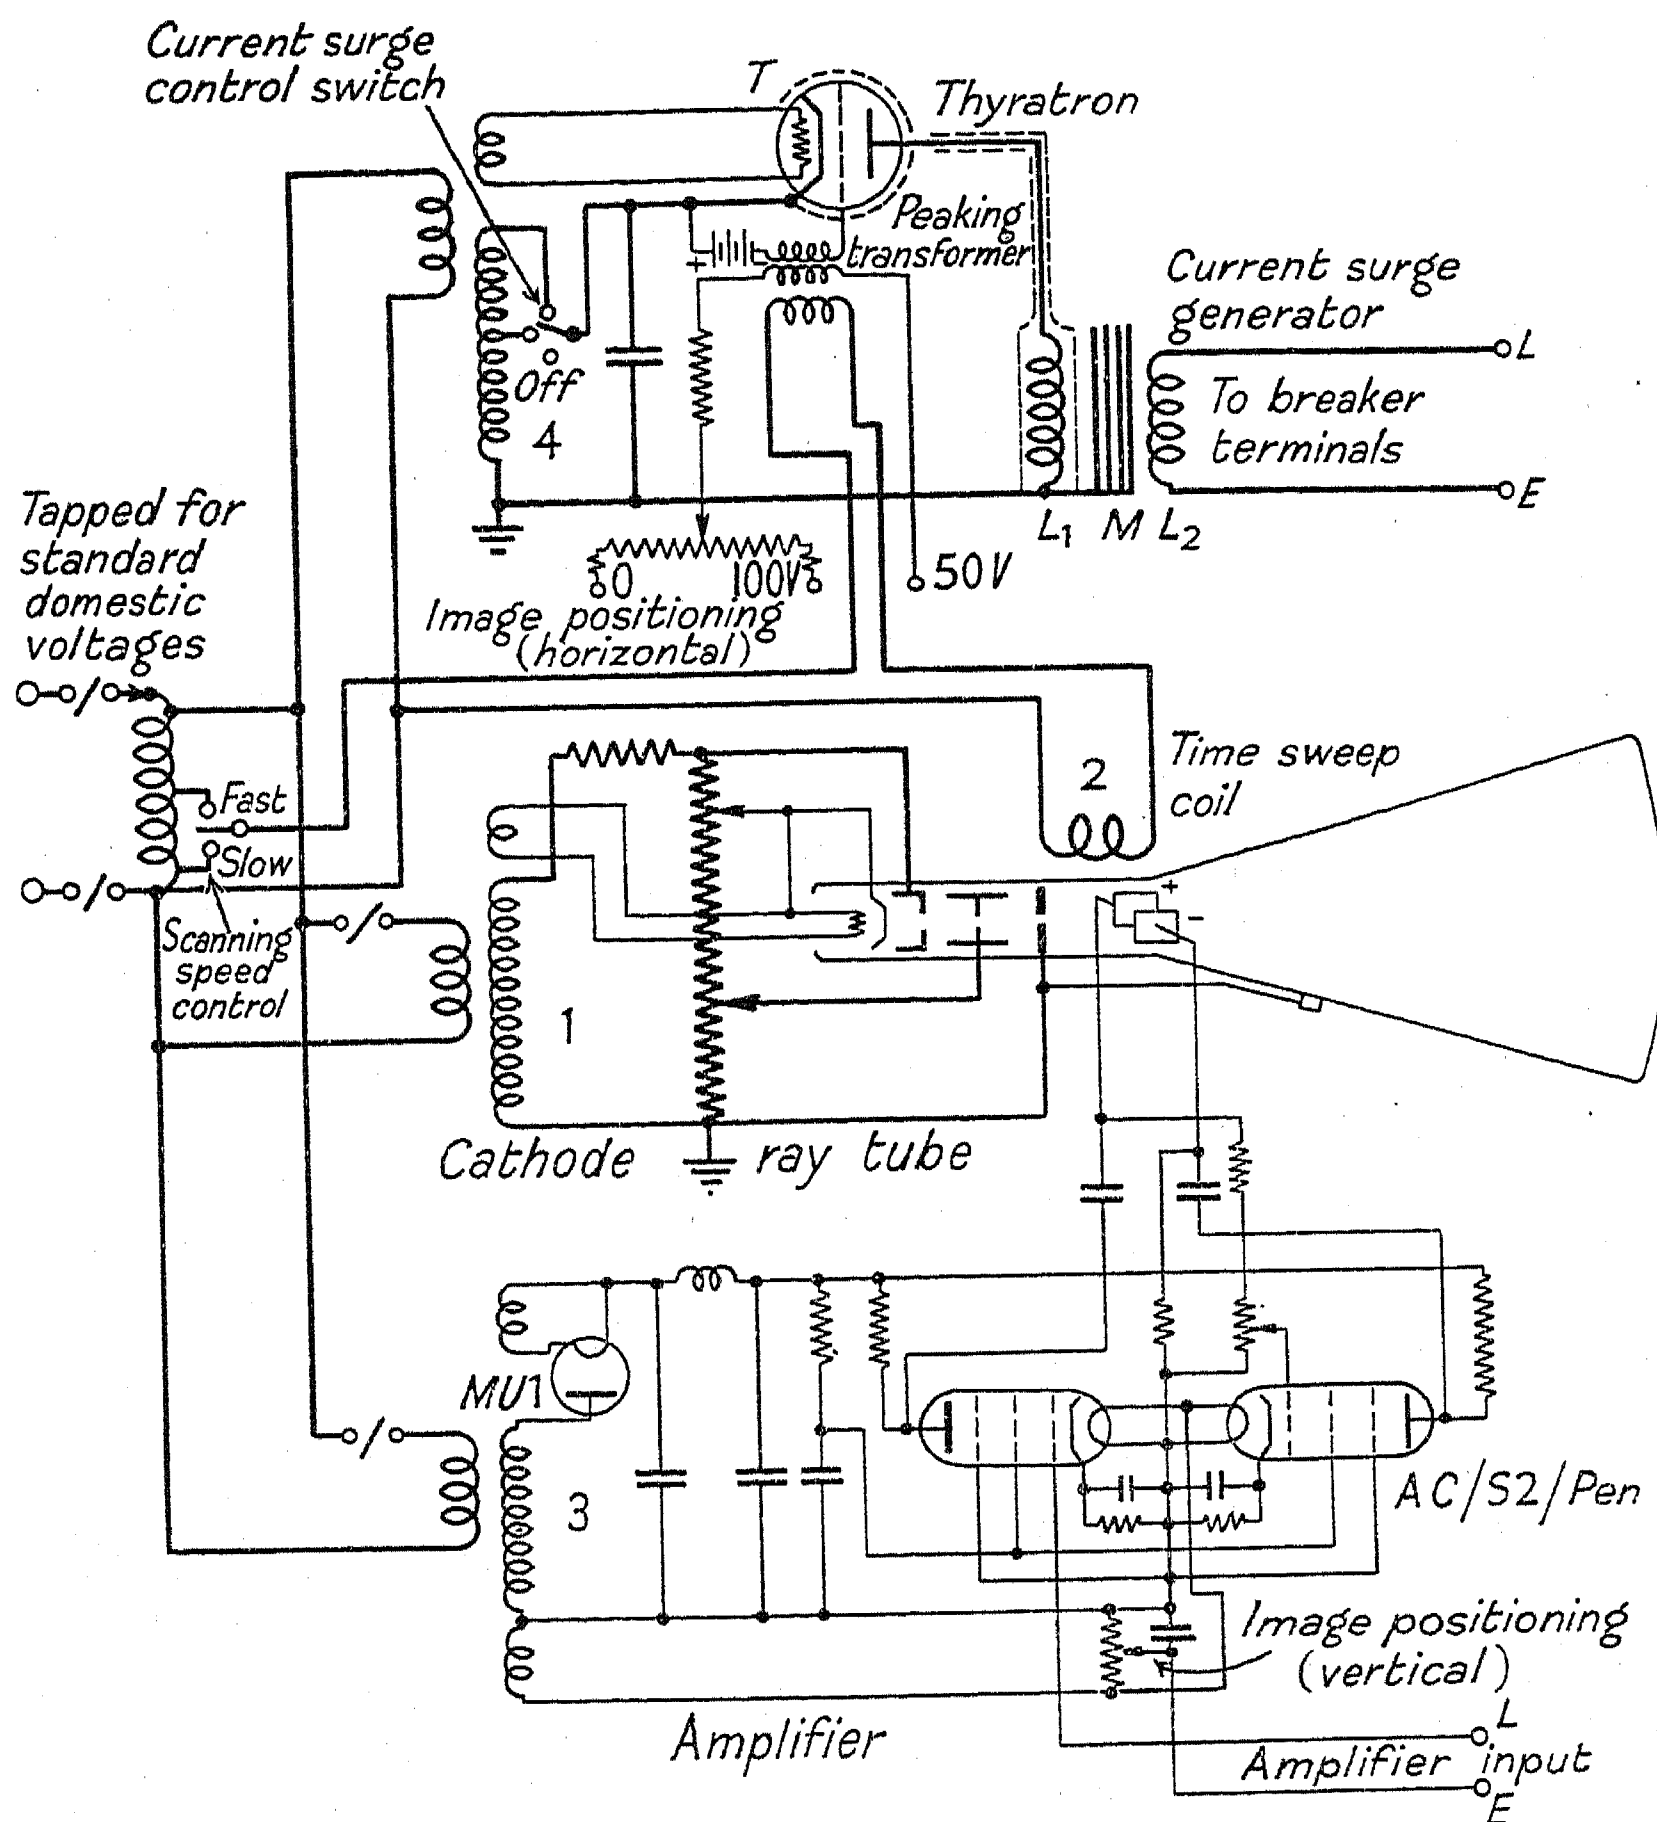 Current surge
control switch
T
Thyratron
Peaking
transformer
+
Current surge
generator
L
To breaker
terminals
E
Off
4
L1 M L2
Tapped for
standard
domestic
voltages
0
100V
50V
Image positioning
(horizontal)
Fast
Slow
Scanning
speed
control
2
Time sweep
coil
+
-
1
Cathode ray tube
MU1
3
AC/S2/Pen
Image positioning
(vertical)
Amplifier
L
Amplifier input
E